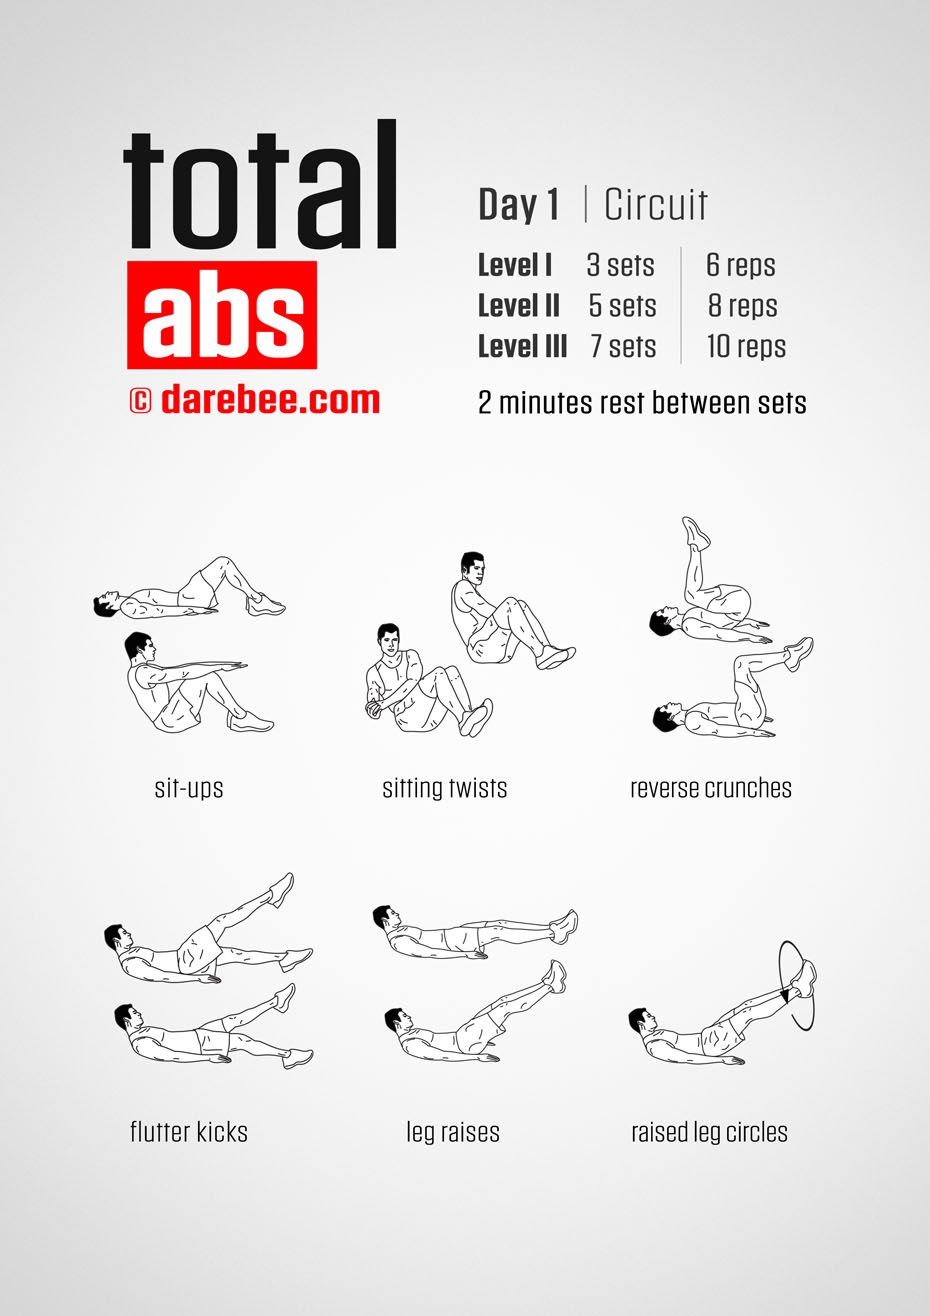 total
abs
© darebee.com
Day 1 | Circuit
Level I 3 sets 6 reps
Level II 5 sets 8 reps
Level III 7 sets 10 reps
2 minutes rest between sets
sit-ups
sitting twists
reverse crunches
flutter kicks
leg raises
raised leg circles